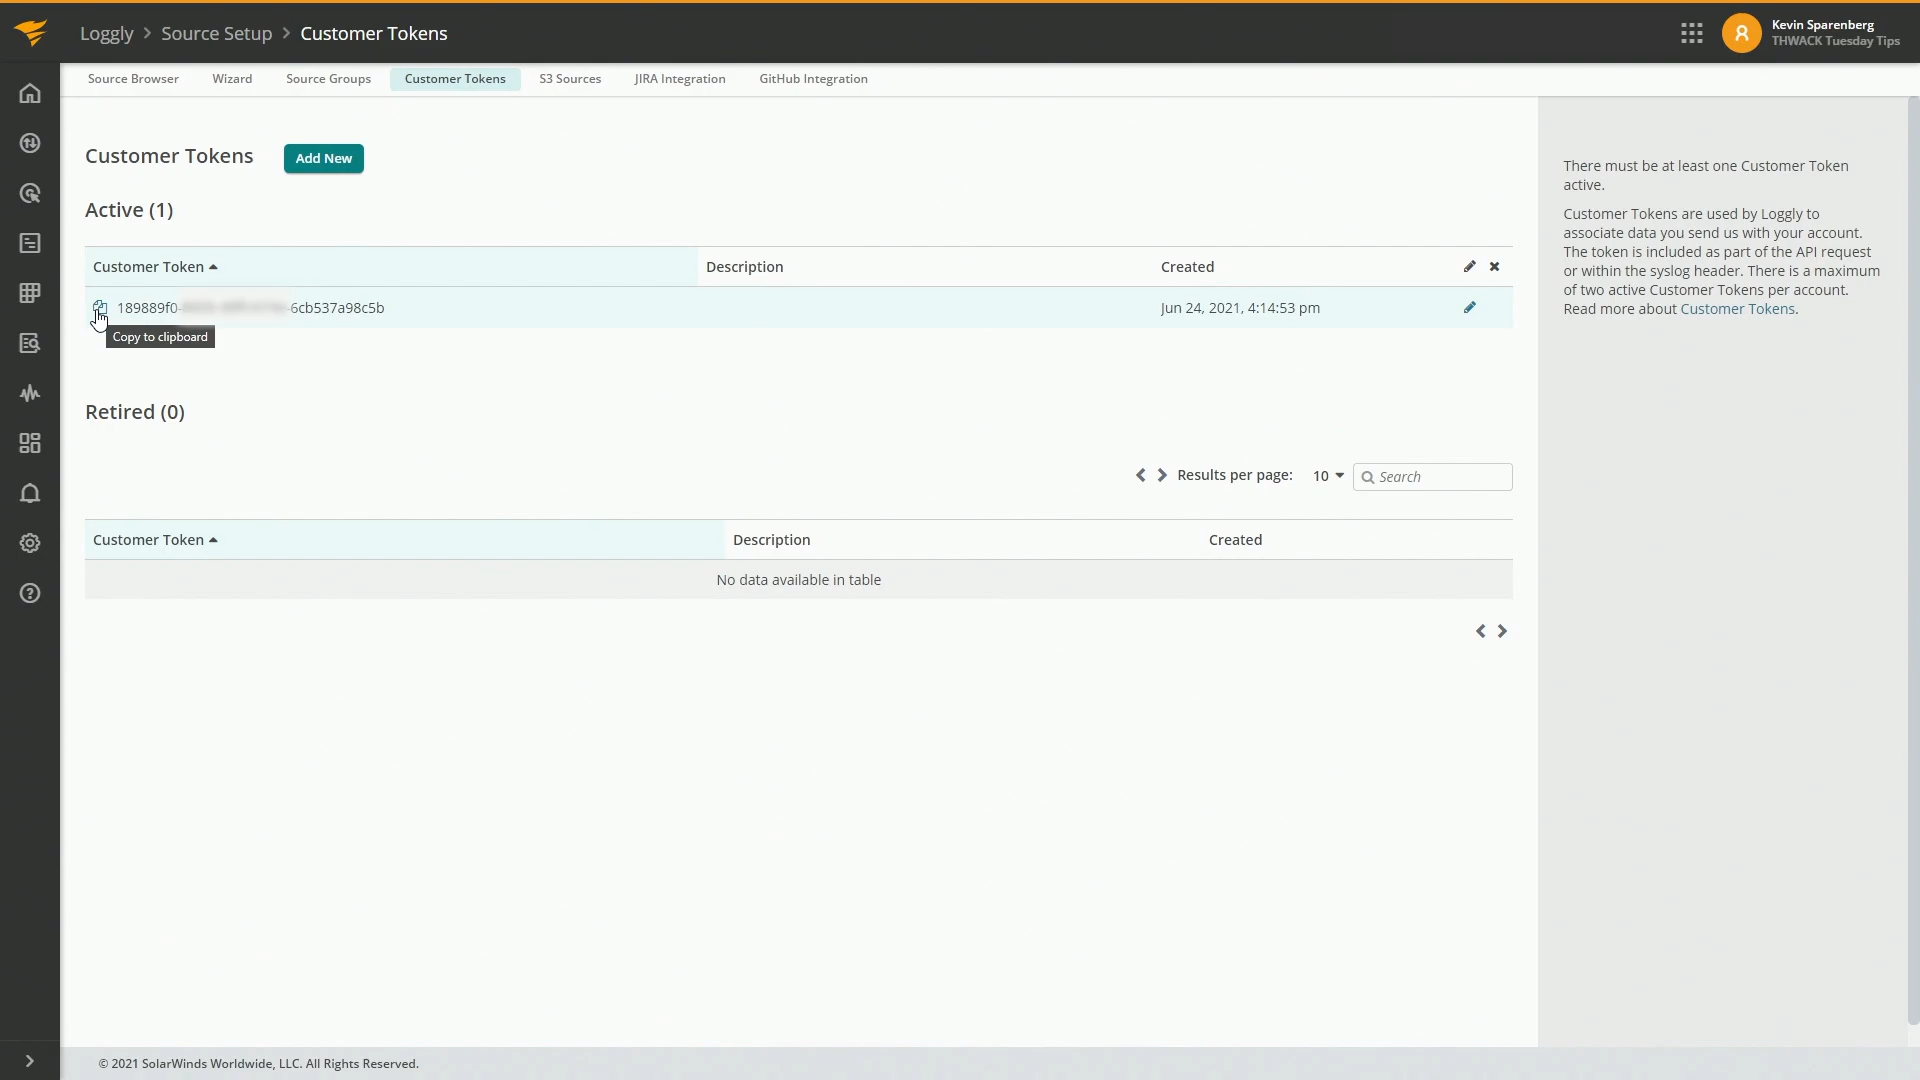 Loggly > Source Setup > Customer Tokens
Kevin Sparenberg
THWACK Tuesday Tips
Source Browser Wizard Source Groups Customer Tokens S3 Sources JIRA Integration GitHub Integration
Customer Tokens Add New
Active (1)
Customer Token Description Created
189889f0- -6cb537a98c5b Jun 24, 2021, 4:14:53 pm
Copy to clipboard
Retired (0)
Results per page: 10 Search
Customer Token Description Created
No data available in table
There must be at least one Customer Token
active.
Customer Tokens are used by Loggly to
associate data you send us with your account.
The token is included as part of the API request
or within the syslog header. There is a maximum
of two active Customer Tokens per account.
Read more about Customer Tokens.
© 2021 SolarWinds Worldwide, LLC. All Rights Reserved.